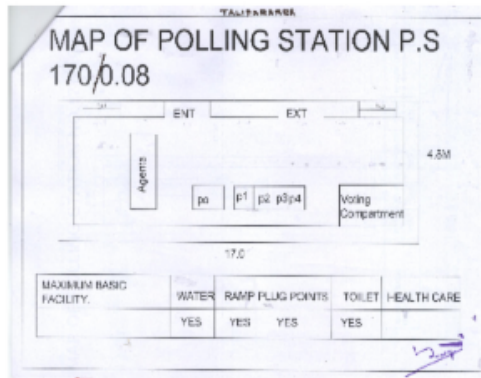 TALIPARAMBA
MAP OF POLLING STATION P.S
170/0.08
ENT EXT
4.8M
Agents
po p1 p2 p3p4 Voting
Compartment
17.0
MAXIMUM BASIC
FACILITY. WATER RAMP PLUG POINTS TOILET HEALTH CARE
YES YES YES YES